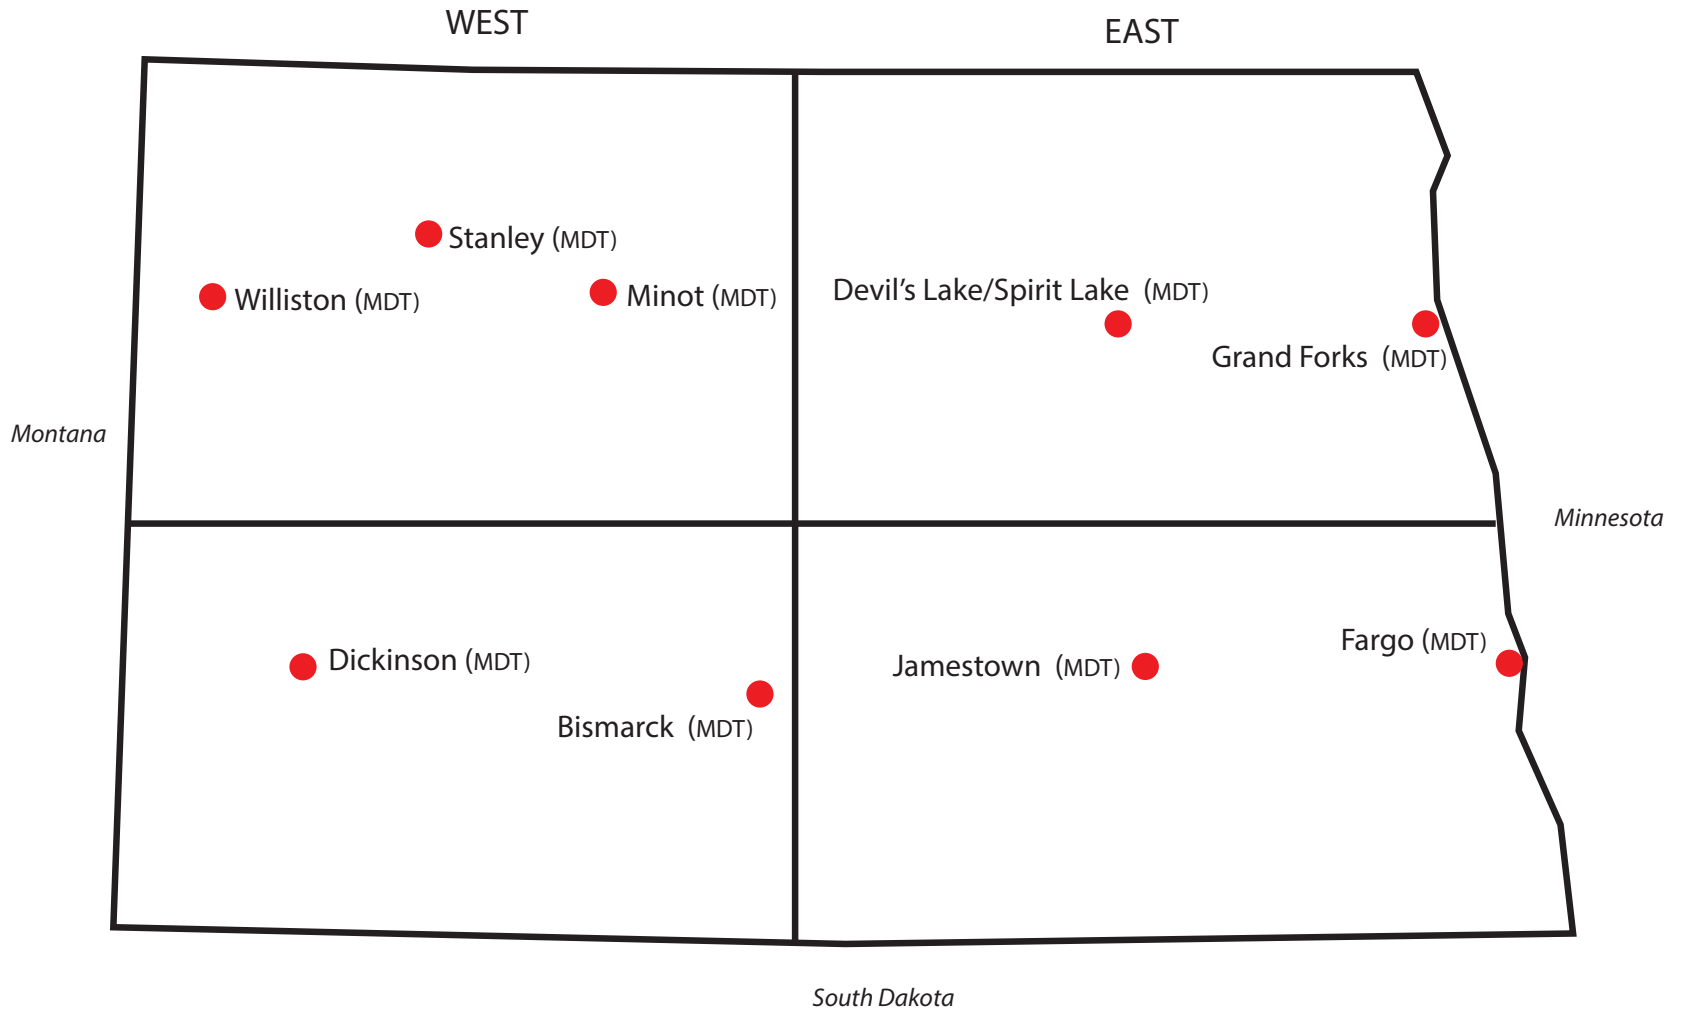 WEST
EAST
Stanley (MDT)
Williston (MDT)
Minot (MDT)
Devil's Lake/Spirit Lake (MDT)
Grand Forks (MDT)
Montana
Minnesota
Dickinson (MDT)
Bismarck (MDT)
Jamestown (MDT)
Fargo (MDT)
South Dakota